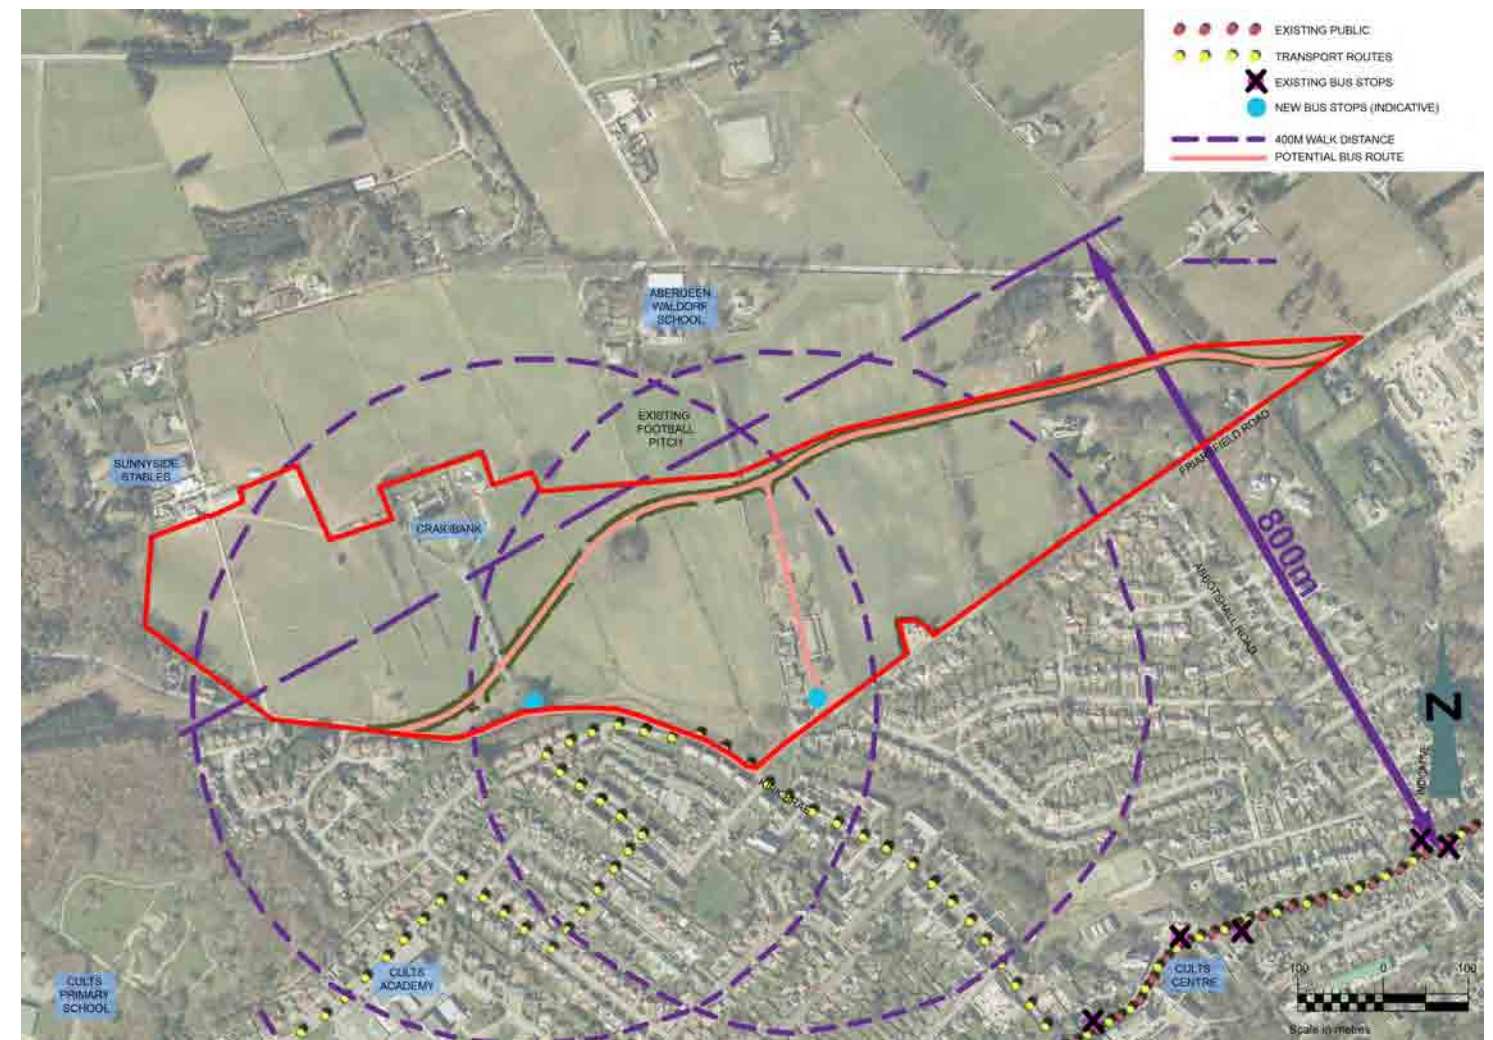 EXISTING PUBLIC
TRANSPORT ROUTES
EXISTING BUS STOPS
NEW BUS STOPS (INDICATIVE)
400M WALK DISTANCE
POTENTIAL BUS ROUTE
ABERDEEN
WALDORF
SCHOOL
EXISTING
FOOTBALL
PITCH
SUNNYSIDE
STABLES
CRAIGBANK
FRIARSFIELD ROAD
800m
ABBOTSHALL ROAD
N
KIRK BRAE
CULTS
ACADEMY
CULTS
PRIMARY
SCHOOL
CULTS
CENTRE
100 0 100
Scale in metres